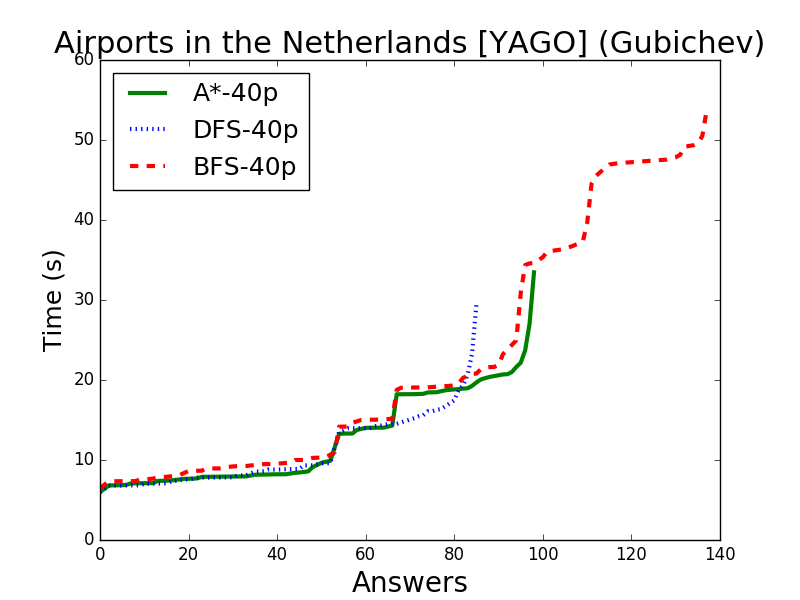 Airports in the Netherlands [YAGO] (Gubichev)
60
50
40
30
20
10
0
Time (s)
A*-40p
DFS-40p
BFS-40p
0 20 40 60 80 100 120 140
Answers